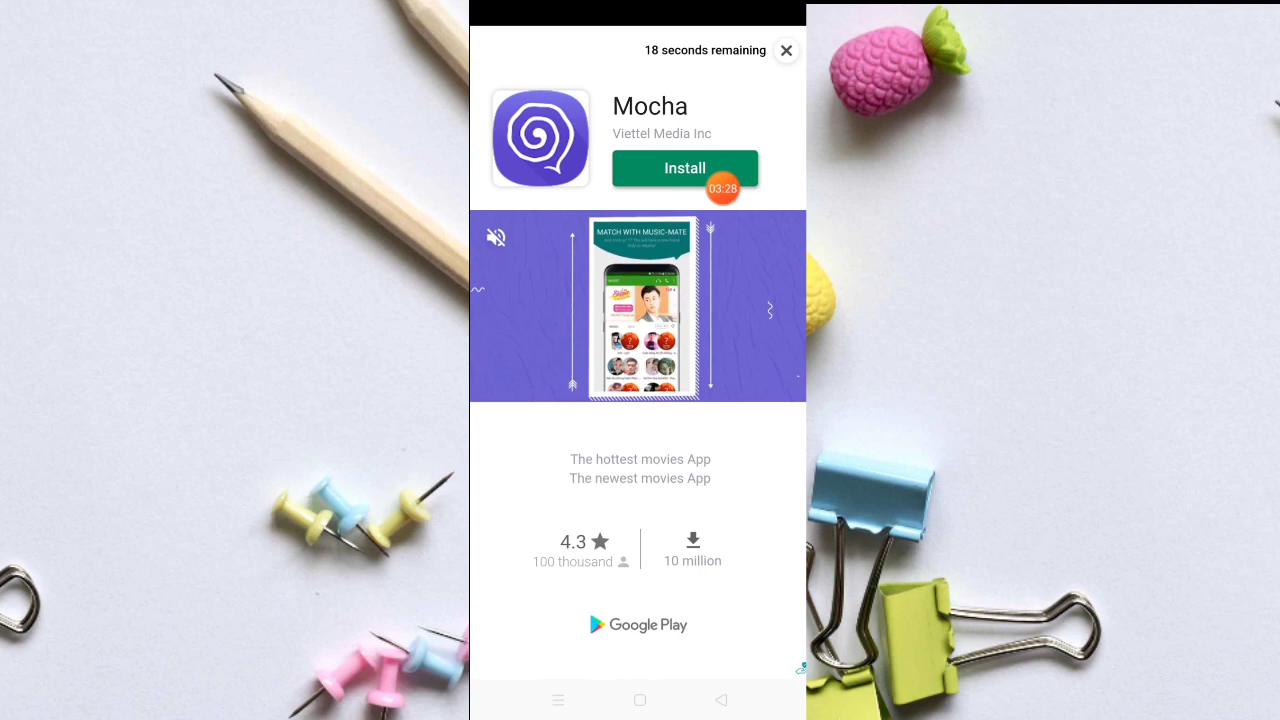 18 seconds remaining
Mocha
Viettel Media Inc
Install
03:28
MATCH WITH MUSIC-MATE
The hottest movies App
The newest movies App
4.3
100 thousand
10 million
Google Play